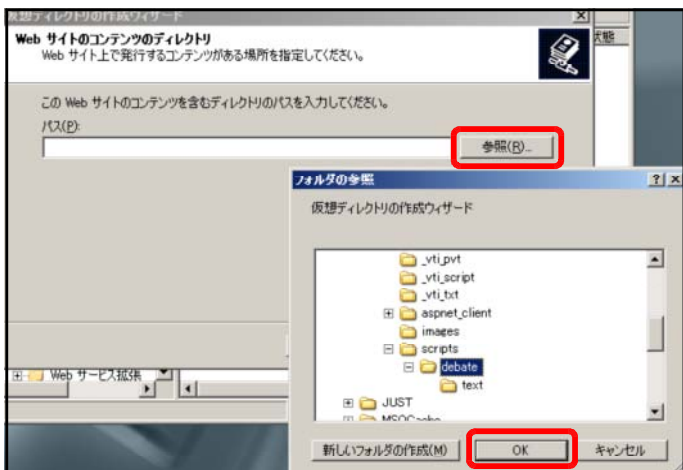 仮想ディレクトリの作成ウィザード
Web サイトのコンテンツのディレクトリ
Web サイト上で発行するコンテンツがある場所を指定してください。
状態
この Web サイトのコンテンツを含むディレクトリのパスを入力してください。
パス(P):
参照(R)...
フォルダの参照
仮想ディレクトリの作成ウィザード
_vti_pvt
_vti_script
_vti_txt
aspnet_client
images
scripts
debate
text
JUST
MSOCache
Web サービス拡張
新しいフォルダの作成(M)
OK
キャンセル